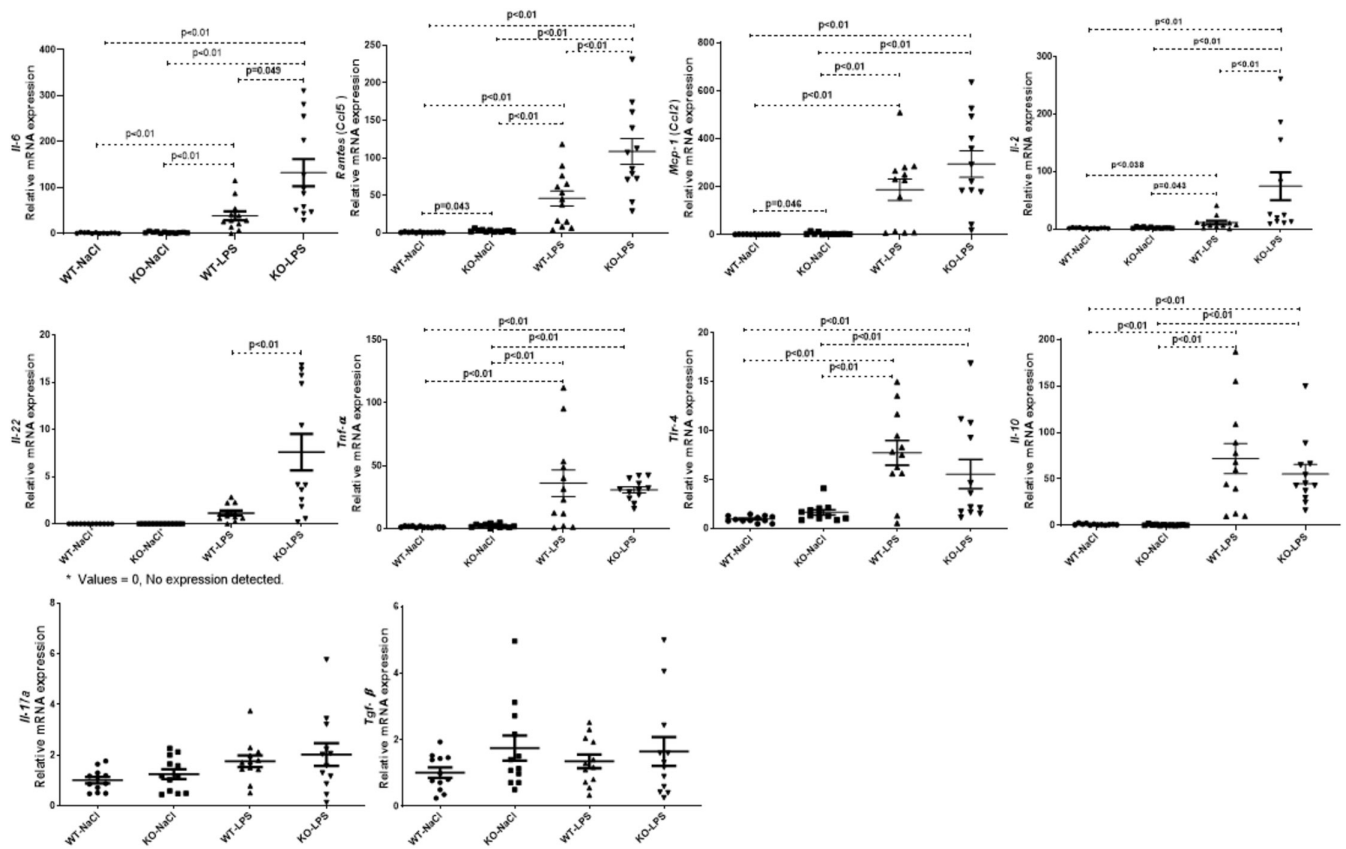 p<0.01
p<0.01
p=0.049
p<0.01
p<0.01
Il-6
Relative mRNA expression
400
300
200
100
0
WT-NaCl
KO-NaCl
WT-LPS
KO-LPS
p<0.01
p<0.01
p<0.01
p<0.01
p<0.01
p=0.043
Rantes (Ccl5)
Relative mRNA expression
250
200
150
100
50
0
WT-NaCl
KO-NaCl
WT-LPS
KO-LPS
p<0.01
p<0.01
p<0.01
p<0.01
p=0.046
Mcp-1 (Ccl2)
Relative mRNA expression
800
600
400
200
0
WT-NaCl
KO-NaCl
WT-LPS
KO-LPS
p<0.01
p<0.01
p<0.01
p<0.038
p=0.043
Il-2
Relative mRNA expression
300
200
100
0
WT-NaCl
KO-NaCl
WT-LPS
KO-LPS
p<0.01
Il-22
Relative mRNA expression
20
15
10
5
0
WT-NaCl*
KO-NaCl*
WT-LPS
KO-LPS
* Values = 0, No expression detected.
p<0.01
p<0.01
p<0.01
p<0.01
Tnf-α
Relative mRNA expression
150
100
50
0
WT-NaCl
KO-NaCl
WT-LPS
KO-LPS
p<0.01
p<0.01
p<0.01
p<0.01
Tlr-4
Relative mRNA expression
20
15
10
5
0
WT-NaCl
KO-NaCl
WT-LPS
KO-LPS
p<0.01
p<0.01
p<0.01
p<0.01
Il-10
Relative mRNA expression
200
150
100
50
0
WT-NaCl
KO-NaCl
WT-LPS
KO-LPS
Il-17a
Relative mRNA expression
8
6
4
2
0
WT-NaCl
KO-NaCl
WT-LPS
KO-LPS
Tgf- β
Relative mRNA expression
6
4
2
0
WT-NaCl
KO-NaCl
WT-LPS
KO-LPS